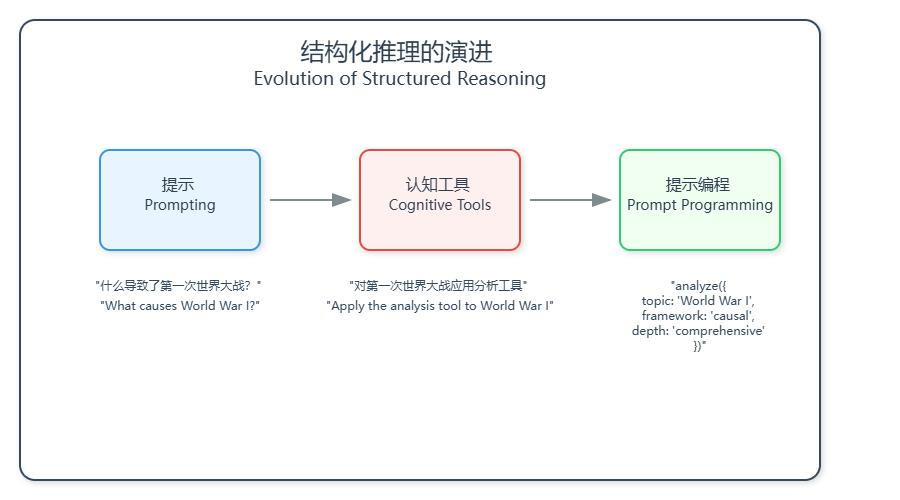 结构化推理的演进
Evolution of Structured Reasoning
提示
Prompting
认知工具
Cognitive Tools
提示编程
Prompt Programming
"什么导致了第一次世界大战？"
"What causes World War I?"
"对第一次世界大战应用分析工具"
"Apply the analysis tool to World War I"
"analyze({
topic: 'World War I',
framework: 'causal',
depth: 'comprehensive'
})"